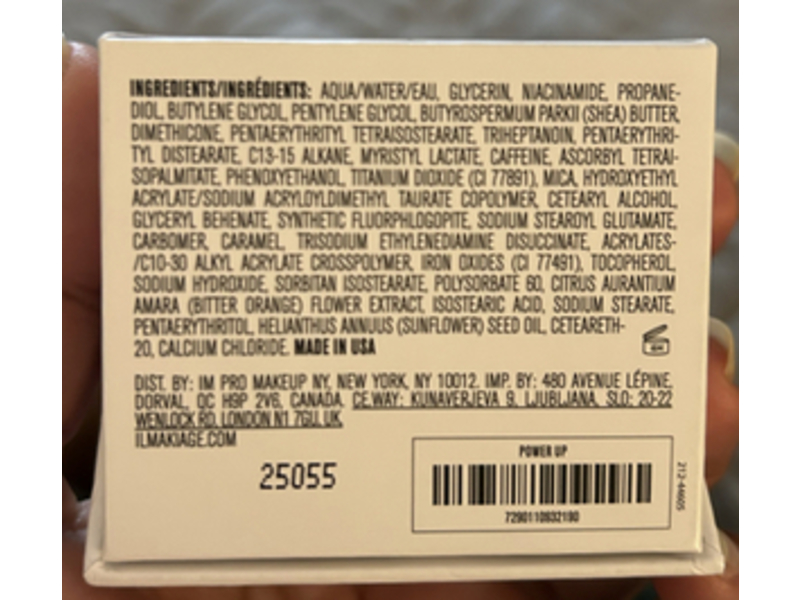 INGREDIENTS/INGRÉDIENTS: AQUA/WATER/EAU, GLYCERIN, NIACINAMIDE, PROPANE-
DIOL, BUTYLENE GLYCOL, PENTYLENE GLYCOL, BUTYROSPERMUM PARKII (SHEA) BUTTER,
DIMETHICONE, PENTAERYTHRITYL TETRAISOSTEARATE, TRIHEPTANOIN, PENTAERYTHRI-
TYL DISTEARATE, C13-15 ALKANE, MYRISTYL LACTATE, CAFFEINE, ASCORBYL TETRAI-
SOPALMITATE, PHENOXYETHANOL, TITANIUM DIOXIDE (CI 77891), MICA, HYDROXYETHYL
ACRYLATE/SODIUM ACRYLOYLDIMETHYL TAURATE COPOLYMER, CETEARYL ALCOHOL,
GLYCERYL BEHENATE, SYNTHETIC FLUORPHLOGOPITE, SODIUM STEAROYL GLUTAMATE,
CARBOMER, CARAMEL, TRISODIUM ETHYLENEDIAMINE DISUCCINATE, ACRYLATES-
/C10-30 ALKYL ACRYLATE CROSSPOLYMER, IRON OXIDES (CI 77491), TOCOPHEROL,
SODIUM HYDROXIDE, SORBITAN ISOSTEARATE, POLYSORBATE 60, CITRUS AURANTIUM
AMARA (BITTER ORANGE) FLOWER EXTRACT, ISOSTEARIC ACID, SODIUM STEARATE,
PENTAERYTHRITOL, HELIANTHUS ANNUUS (SUNFLOWER) SEED OIL, CETEARETH-
20, CALCIUM CHLORIDE. MADE IN USA
DIST. BY: IM PRO MAKEUP NY, NEW YORK, NY 10012. IMP. BY: 480 AVENUE LÉPINE,
DORVAL, QC H9P 2V6, CANADA. CE.WAY: KUNAVERJEVA 9, LJUBLJANA, SLO: 20-22
WENLOCK RD, LONDON N1 7GU, UK
ILMAKIAGE.COM
25055
POWER UP
7290110932190
212-44605